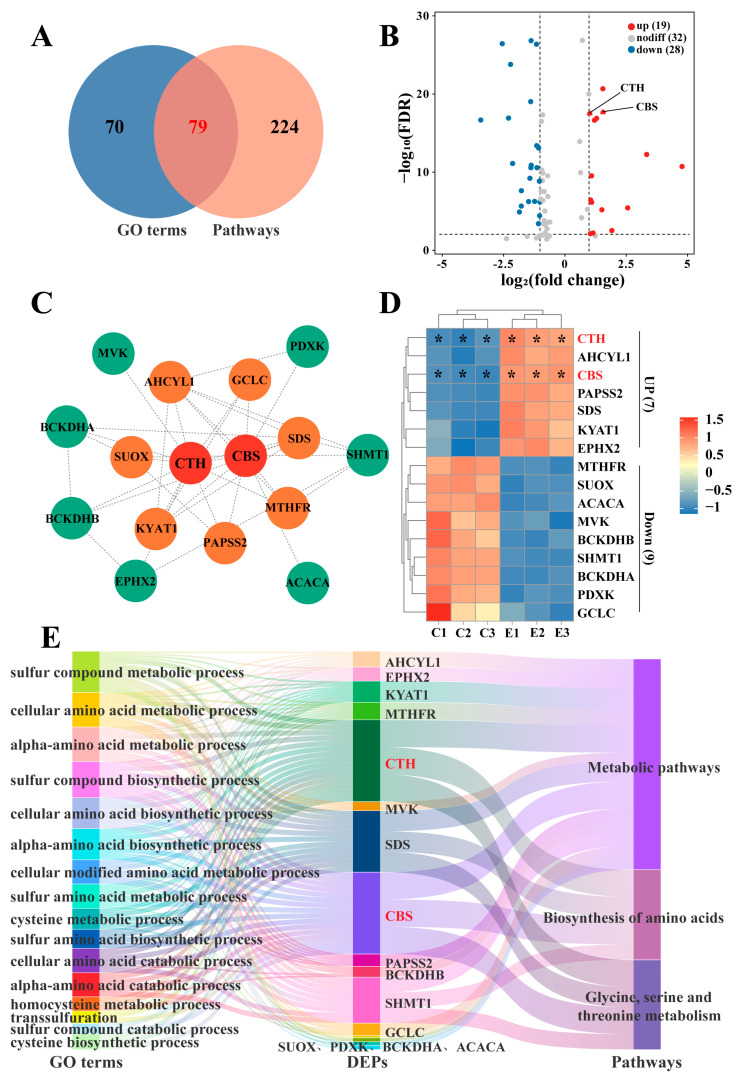 A
70
79
224
GO terms
Pathways
B
30
20
10
0
−log₁₀(FDR)
-5
-2.5
0
2.5
5
log₂(fold change)
up (19)
nodiff (32)
down (28)
CTH
CBS
C
MVK
PDXK
AHCYL1
GCLC
BCKDHA
SUOX
CTH
CBS
SDS
SHMT1
BCKDHB
KYAT1
PAPSS2
MTHFR
EPHX2
ACACA
D
* * * * * * CTH
AHCYL1
* * * * * * CBS
PAPSS2
SDS
KYAT1
EPHX2
MTHFR
SUOX
ACACA
MVK
BCKDHB
SHMT1
BCKDHA
PDXK
GCLC
C1 C2 C3 E1 E2 E3
UP (7)
Down (9)
1.5
1
0.5
0
−0.5
−1
E
sulfur compound metabolic process
cellular amino acid metabolic process
alpha-amino acid metabolic process
sulfur compound biosynthetic process
cellular amino acid biosynthetic process
alpha-amino acid biosynthetic process
cellular modified amino acid metabolic process
sulfur amino acid metabolic process
cysteine metabolic process
sulfur amino acid biosynthetic process
cellular amino acid catabolic process
alpha-amino acid catabolic process
homocysteine metabolic process
transsulfuration
sulfur compound catabolic process
cysteine biosynthetic process
GO terms
AHCYL1
EPHX2
KYAT1
MTHFR
CTH
MVK
SDS
CBS
PAPSS2
BCKDHB
SHMT1
GCLC
SUOX、PDXK、BCKDHA、ACACA
DEPs
Metabolic pathways
Biosynthesis of amino acids
Glycine, serine and
threonine metabolism
Pathways